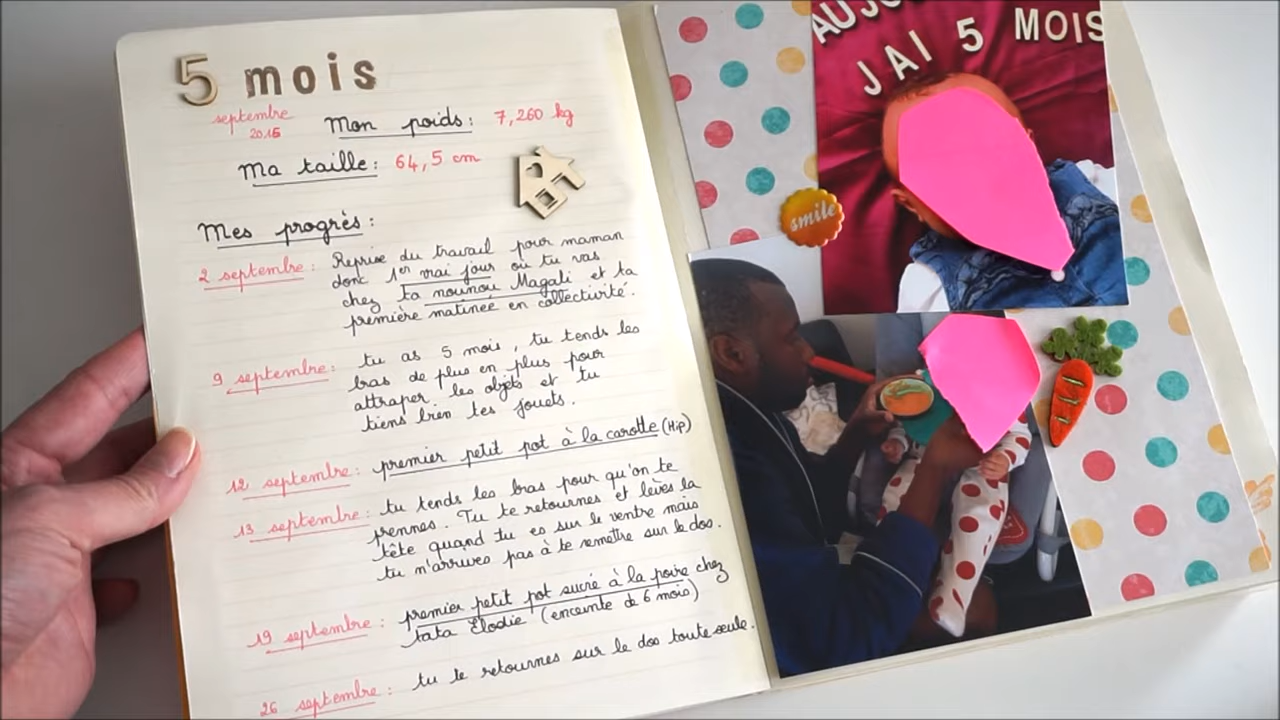 5 mois
septembre
2015
Mon poids : 7,260 kg
Ma taille : 64,5 cm
Mes progrès :
2 septembre : Reprise du travail pour maman
donc 1er vrai jour où tu vas
chez ta nounou Magali et ta
première matinée en collectivité.
9 septembre : tu as 5 mois, tu tends les
bras de plus en plus pour
attraper les objets et tu
tiens bien tes jouets.
12 septembre : premier petit pot à la carotte (Hip)
13 septembre : tu tends les bras pour qu'on te
prennes. Tu te retournes et lèves la
tête quand tu es sur le ventre mais
tu n'arrives pas à te remettre sur le dos.
19 septembre : premier petit pot sucré à la poire chez
tata Elodie (enceinte de 6 mois)
26 septembre : tu te retournes sur le dos toute seule.
J'AI 5 MOIS
smile